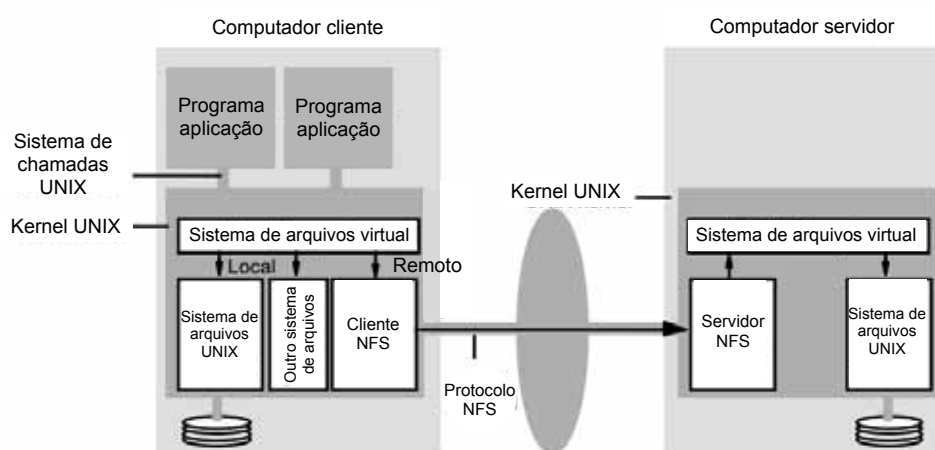 Computador cliente
Computador servidor
Programa
aplicação
Programa
aplicação
Sistema de
chamadas
UNIX
Kernel UNIX
Kernel UNIX
Sistema de arquivos virtual
Sistema de arquivos virtual
Local
Remoto
Sistema de
arquivos
UNIX
Outro sistema
de arquivos
Cliente
NFS
Protocolo
NFS
Servidor
NFS
Sistema de
arquivos
UNIX